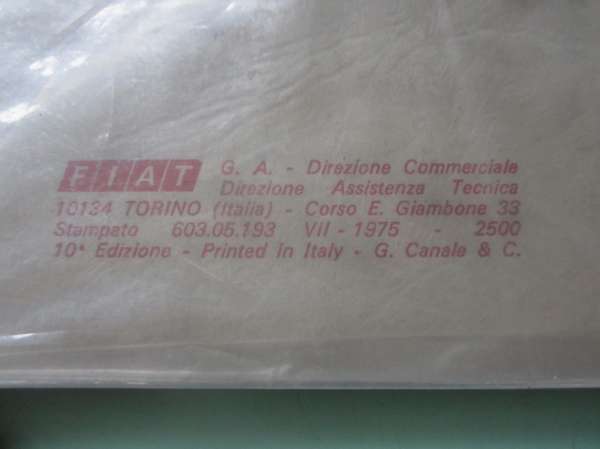 FIAT G. A. - Direzione Commerciale
Direzione Assistenza Tecnica
10134 TORINO (Italia) - Corso E. Giambone 33
Stampato 603.05.193 VII - 1975 - 2500
10ª Edizione - Printed in Italy - G. Canale & C.